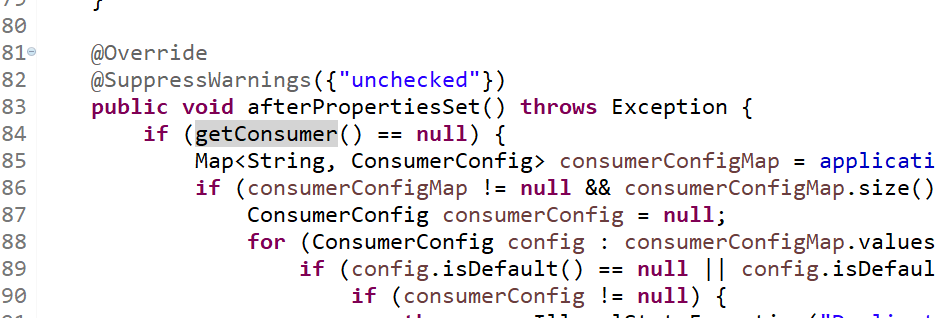 }
80
81 @Override
82 @SuppressWarnings({"unchecked"})
83 public void afterPropertiesSet() throws Exception {
84 if (getConsumer() == null) {
85 Map<String, ConsumerConfig> consumerConfigMap = applicati
86 if (consumerConfigMap != null && consumerConfigMap.size()
87 ConsumerConfig consumerConfig = null;
88 for (ConsumerConfig config : consumerConfigMap.values
89 if (config.isDefault() == null || config.isDefaul
90 if (consumerConfig != null) {